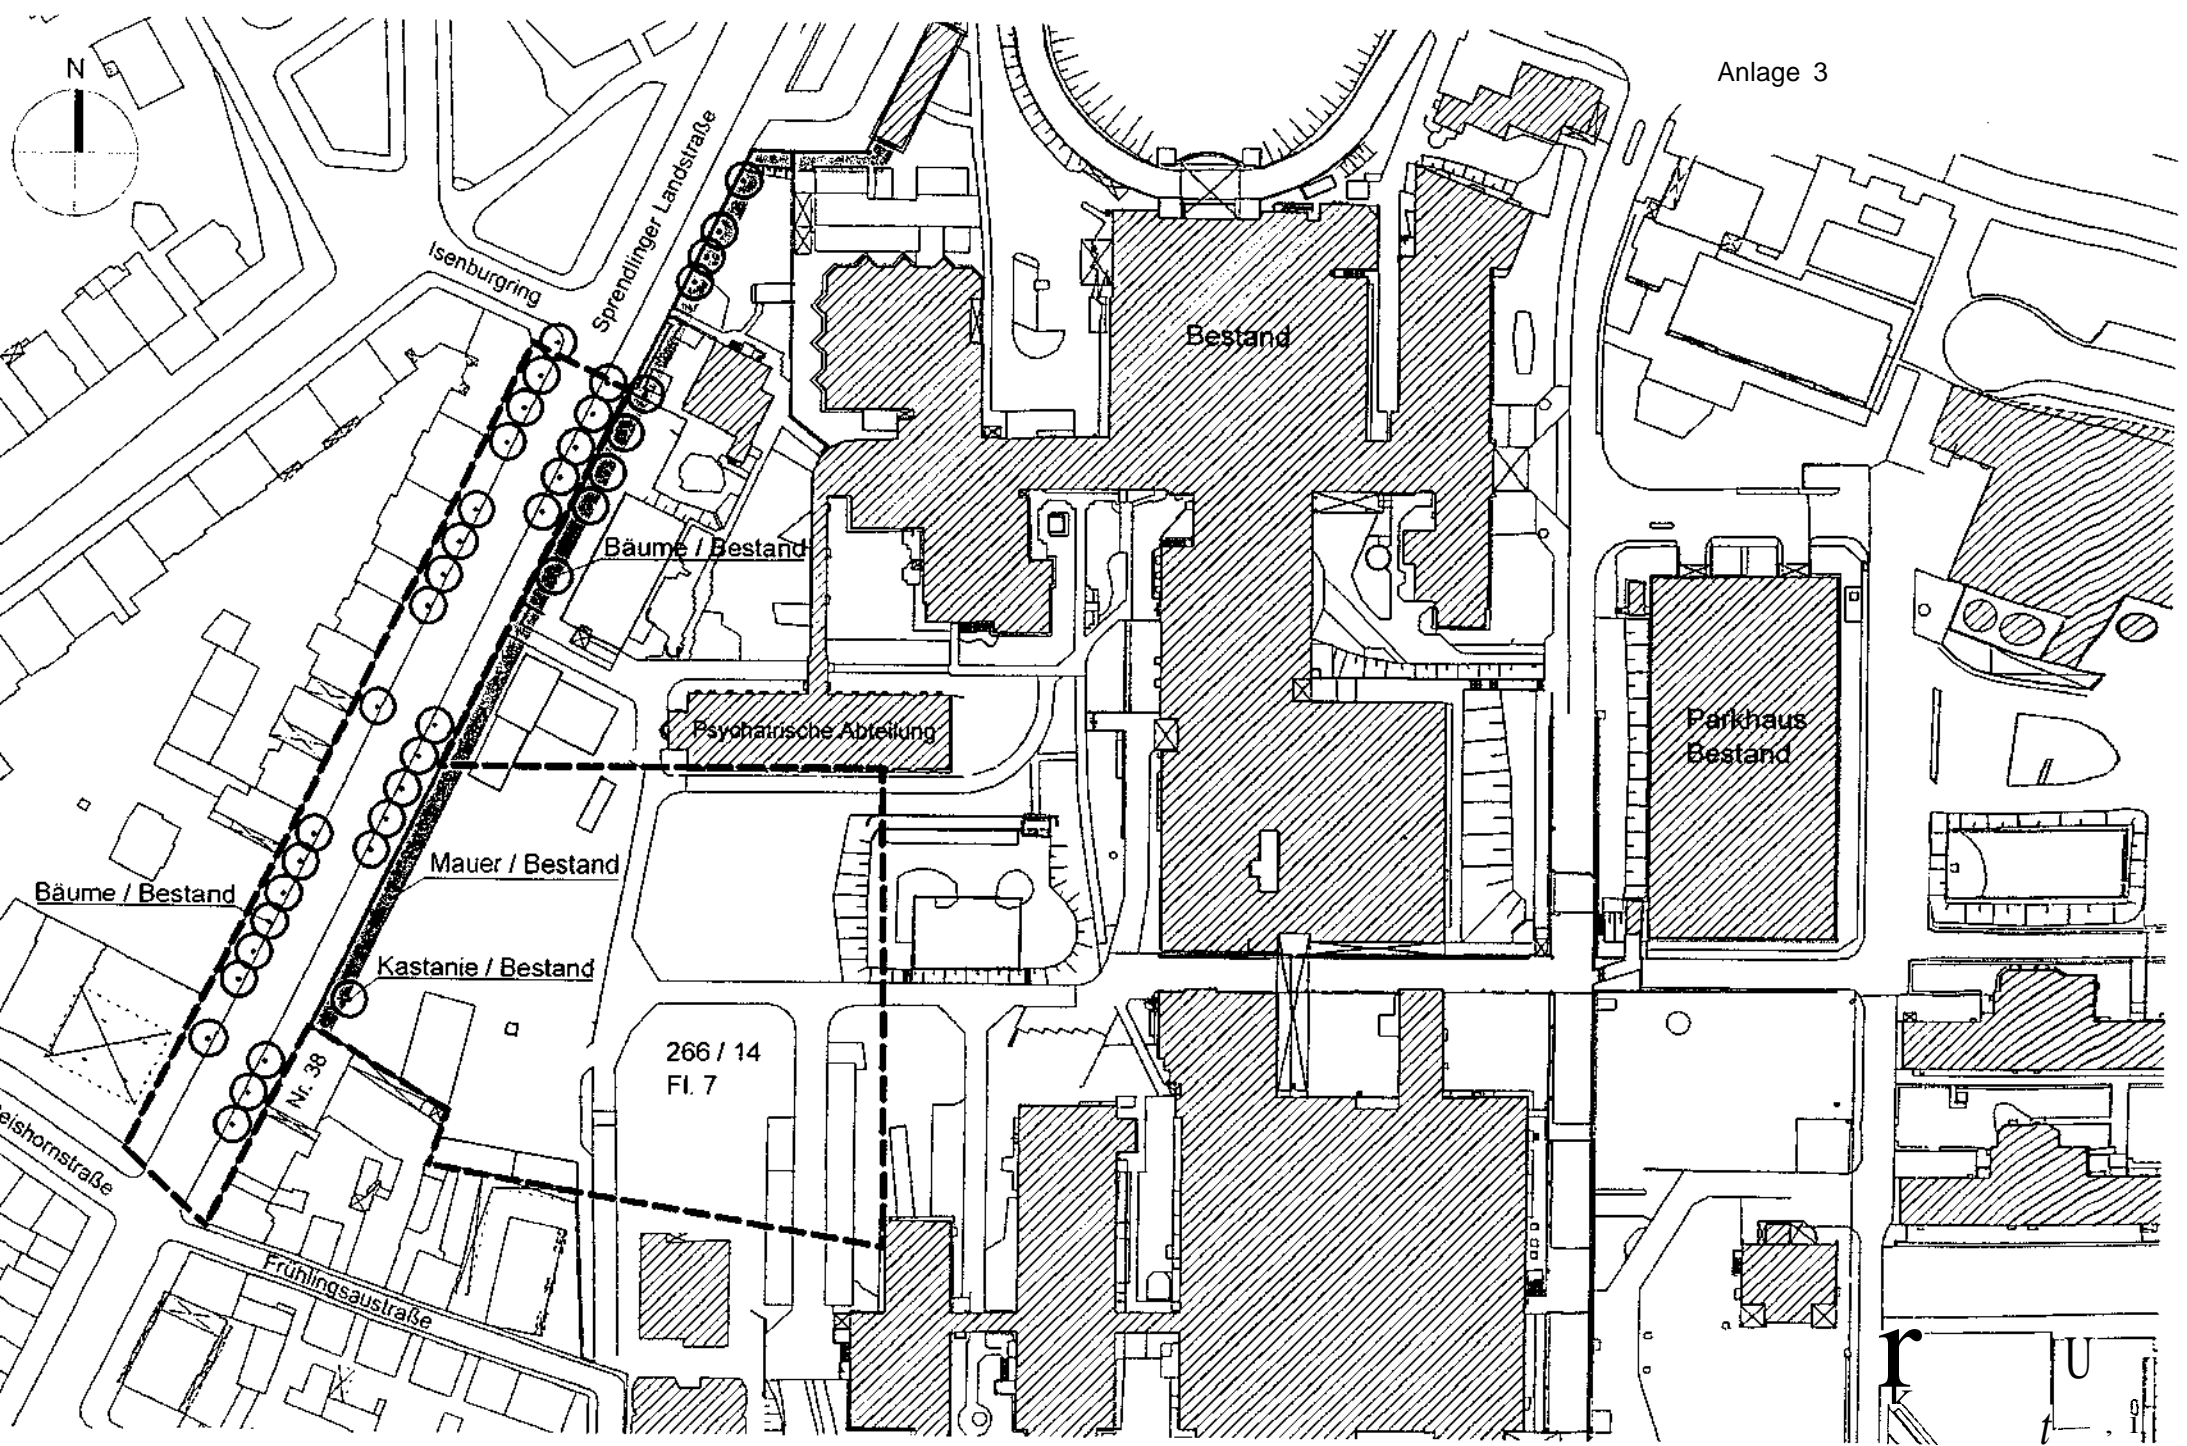 Anlage 3
N
Sprendlinger Landstraße
Isenburgring
Bestand
Bäume / Bestand
Psychatrische Abteilung
Parkhaus
Bestand
Mauer / Bestand
Bäume / Bestand
Kastanie / Bestand
266 / 14
Fl. 7
Nr. 38
eishornstraße
Frühlingsaustraße
r
U
t